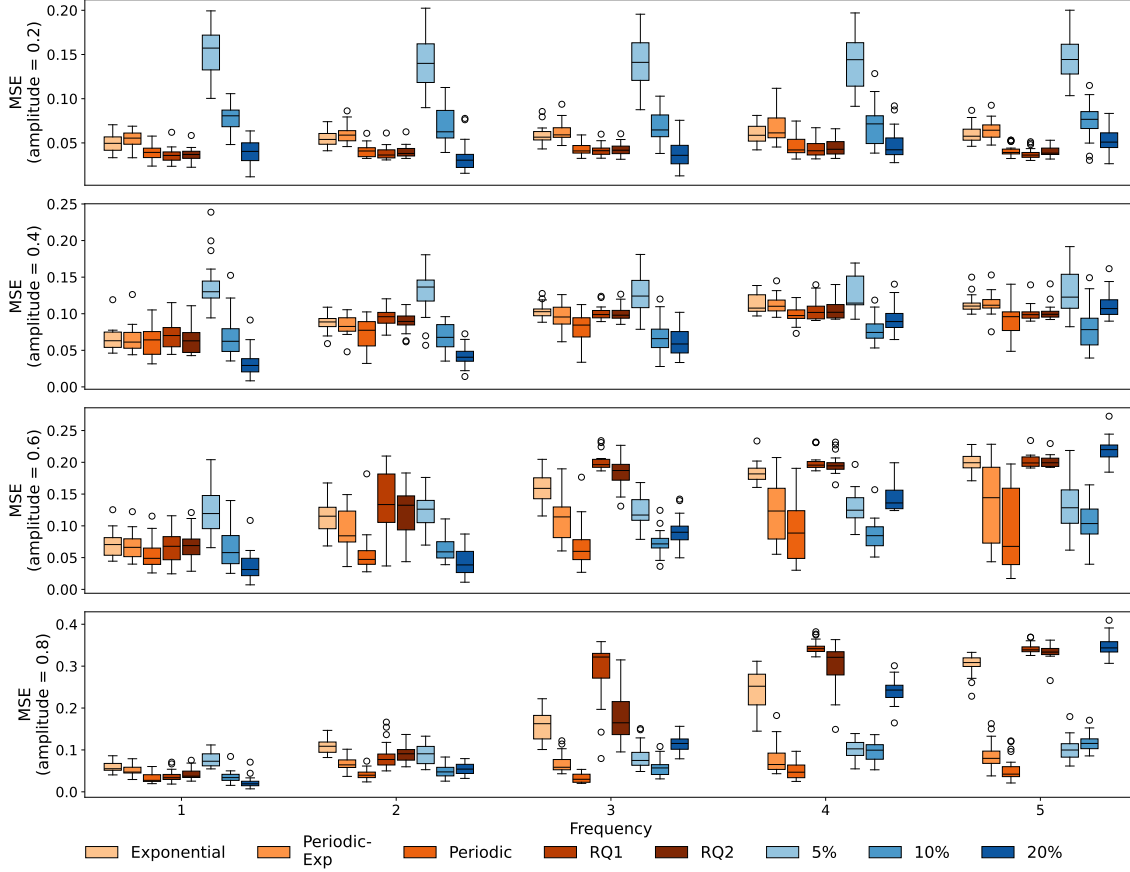 MSE
(amplitude = 0.2)
0.20
0.15
0.10
0.05
MSE
(amplitude = 0.4)
0.25
0.20
0.15
0.10
0.05
0.00
MSE
(amplitude = 0.6)
0.25
0.20
0.15
0.10
0.05
0.00
MSE
(amplitude = 0.8)
0.4
0.3
0.2
0.1
0.0
1 2 3 4 5
Frequency
Exponential Periodic-Exp Periodic RQ1 RQ2 5% 10% 20%